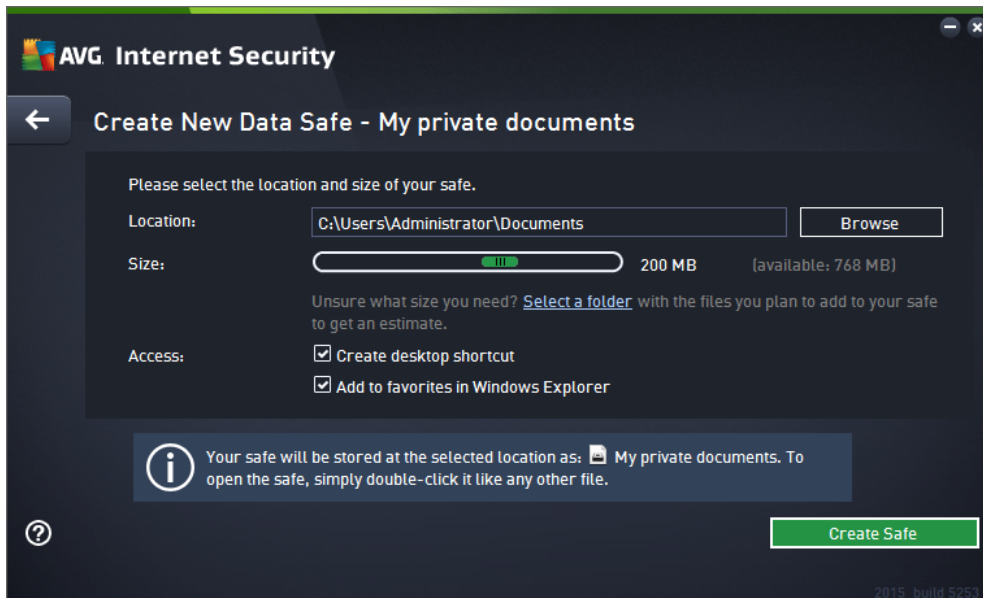 AVG. Internet Security
Create New Data Safe - My private documents
Please select the location and size of your safe.
Location: C:\Users\Administrator\Documents Browse
Size: 200 MB (available: 768 MB)
Unsure what size you need? Select a folder with the files you plan to add to your safe
to get an estimate.
Access: Create desktop shortcut
Add to favorites in Windows Explorer
Your safe will be stored at the selected location as: My private documents. To
open the safe, simply double-click it like any other file.
Create Safe
2015 build 5253